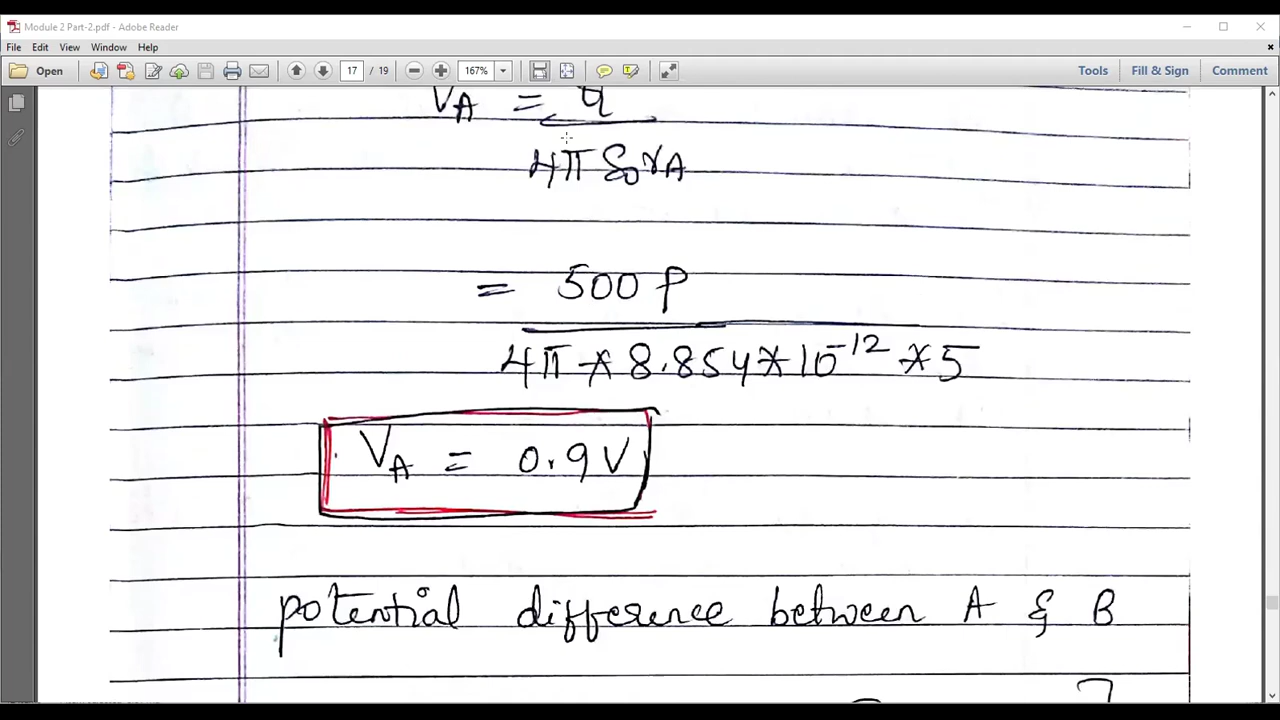 Module 2 Part-2.pdf - Adobe Reader
File Edit View Window Help
Open 17 / 19 167% Tools Fill & Sign Comment
VA = q
4π ε0 rA
= 500 P
4π * 8.854 * 10^-12 * 5
VA = 0.9 V
potential difference between A & B